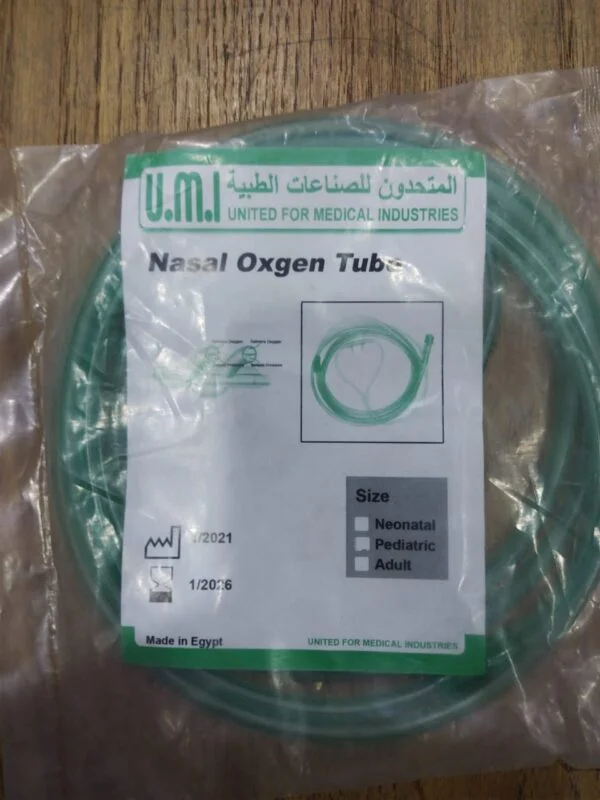 U.M.I المتحدون للصناعات الطبية
UNITED FOR MEDICAL INDUSTRIES
Nasal Oxgen Tube
Size
Neonatal
Pediatric
Adult
1/2021
1/2026
Made in Egypt
UNITED FOR MEDICAL INDUSTRIES